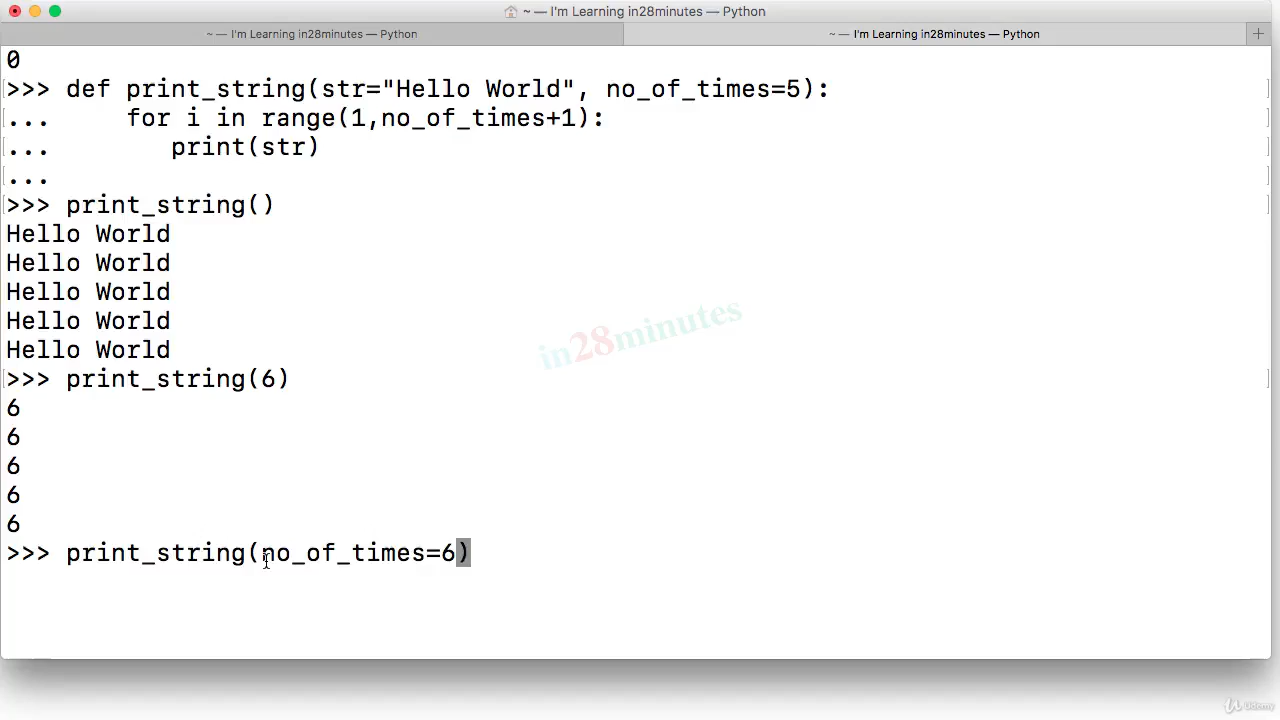 ~ — I'm Learning in28minutes — Python
~ — I'm Learning in28minutes — Python
~ — I'm Learning in28minutes — Python
+
0
>>> def print_string(str="Hello World", no_of_times=5):
...     for i in range(1,no_of_times+1):
...        print(str)
...
>>> print_string()
Hello World
Hello World
Hello World
Hello World
Hello World
>>> print_string(6)
6
6
6
6
6
>>> print_string(no_of_times=6)
in28minutes
Udemy